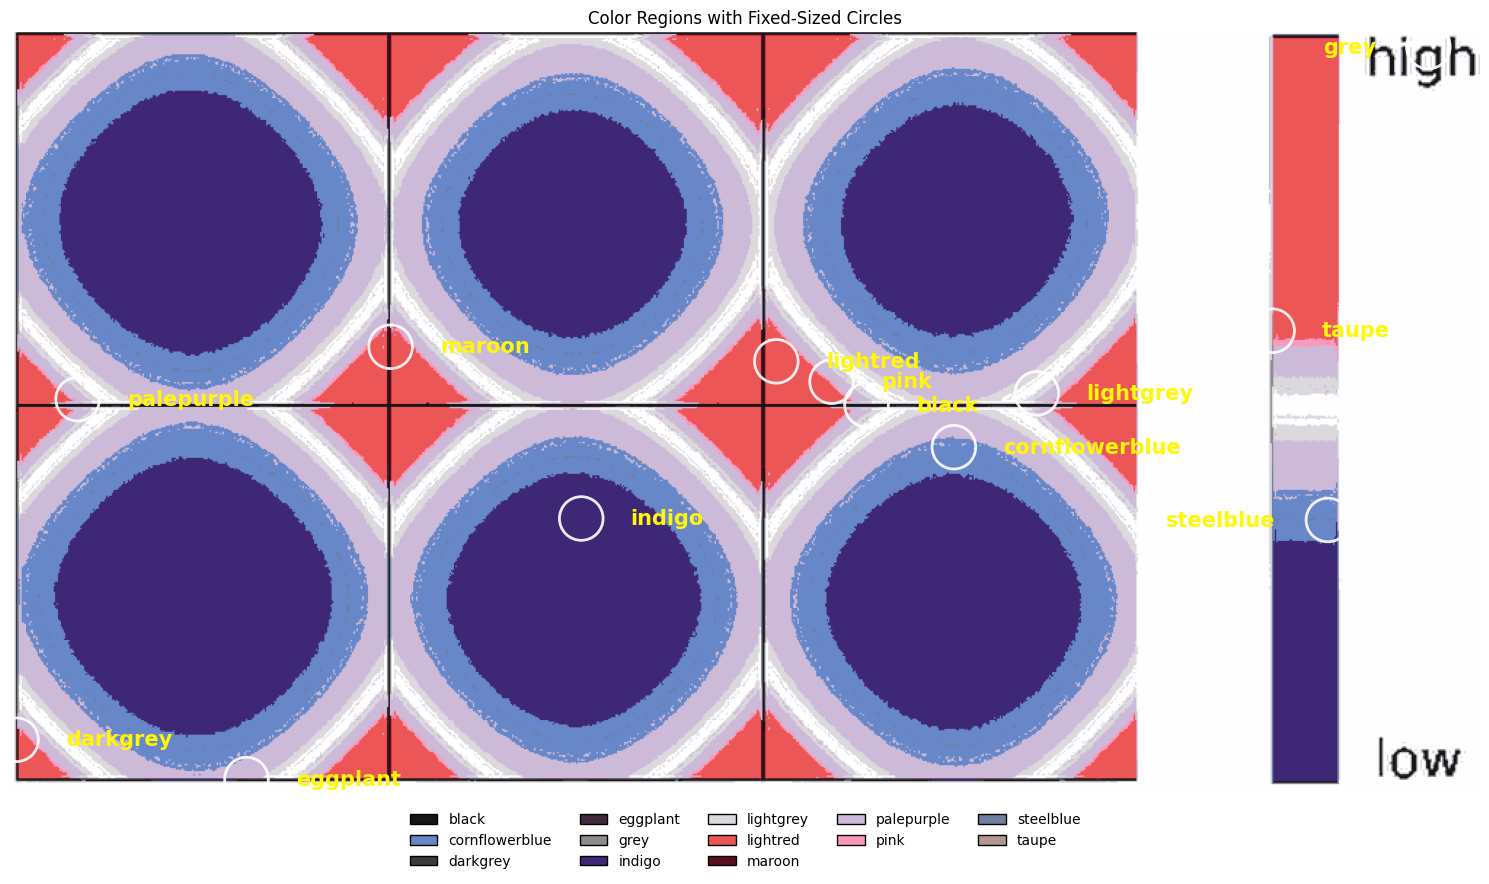 Color Regions with Fixed-Sized Circles
grey
high
taupe
maroon
lightred
pink
palepurple
black
lightgrey
cornflowerblue
indigo
steelblue
darkgrey
eggplant
low
black
cornflowerblue
darkgrey
eggplant
grey
indigo
lightgrey
lightred
maroon
palepurple
pink
steelblue
taupe